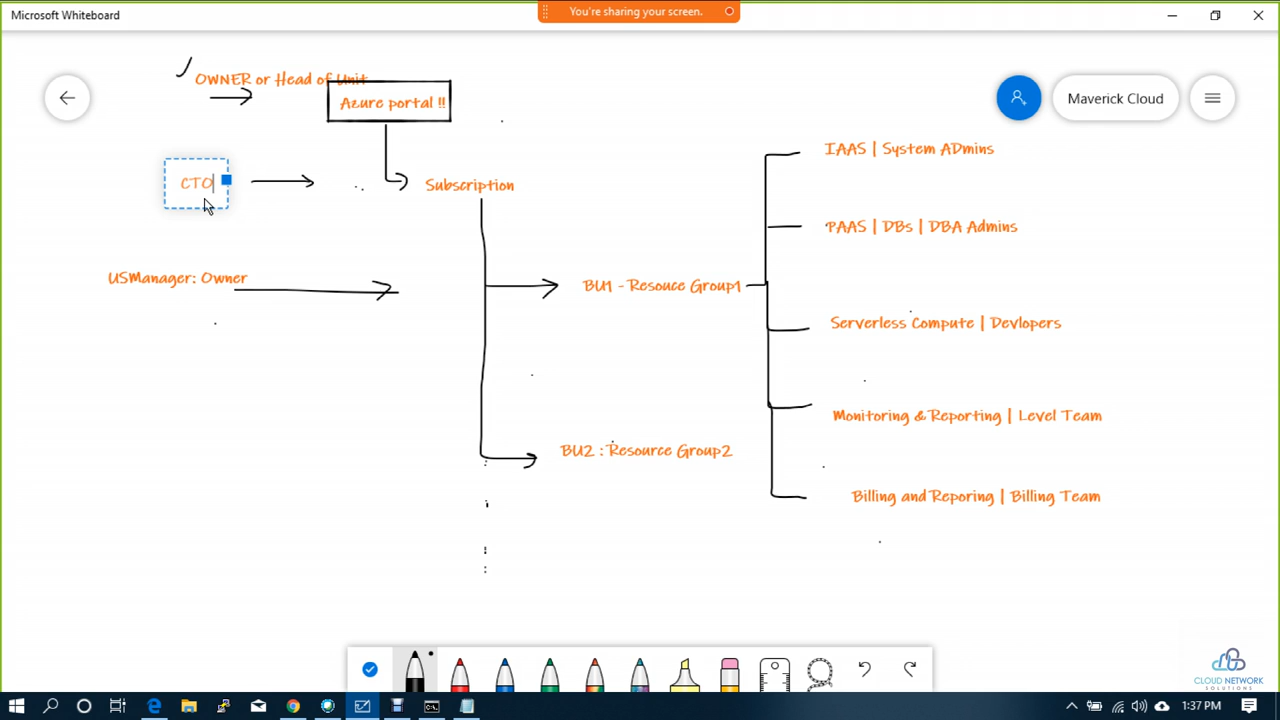 Microsoft Whiteboard
You're sharing your screen.
OWNER or Head of Unit
Azure portal !!
Maverick Cloud
CTO
Subscription
USManager: Owner
BU1 - Resouce Group1
BU2 : Resource Group2
IAAS | System ADmins
PAAS | DBs | DBA Admins
Serverless Compute | Devlopers
Monitoring & Reporting | Level Team
Billing and Reporing | Billing Team
CLOUD NETWORK
SOLUTIONS
1:37 PM